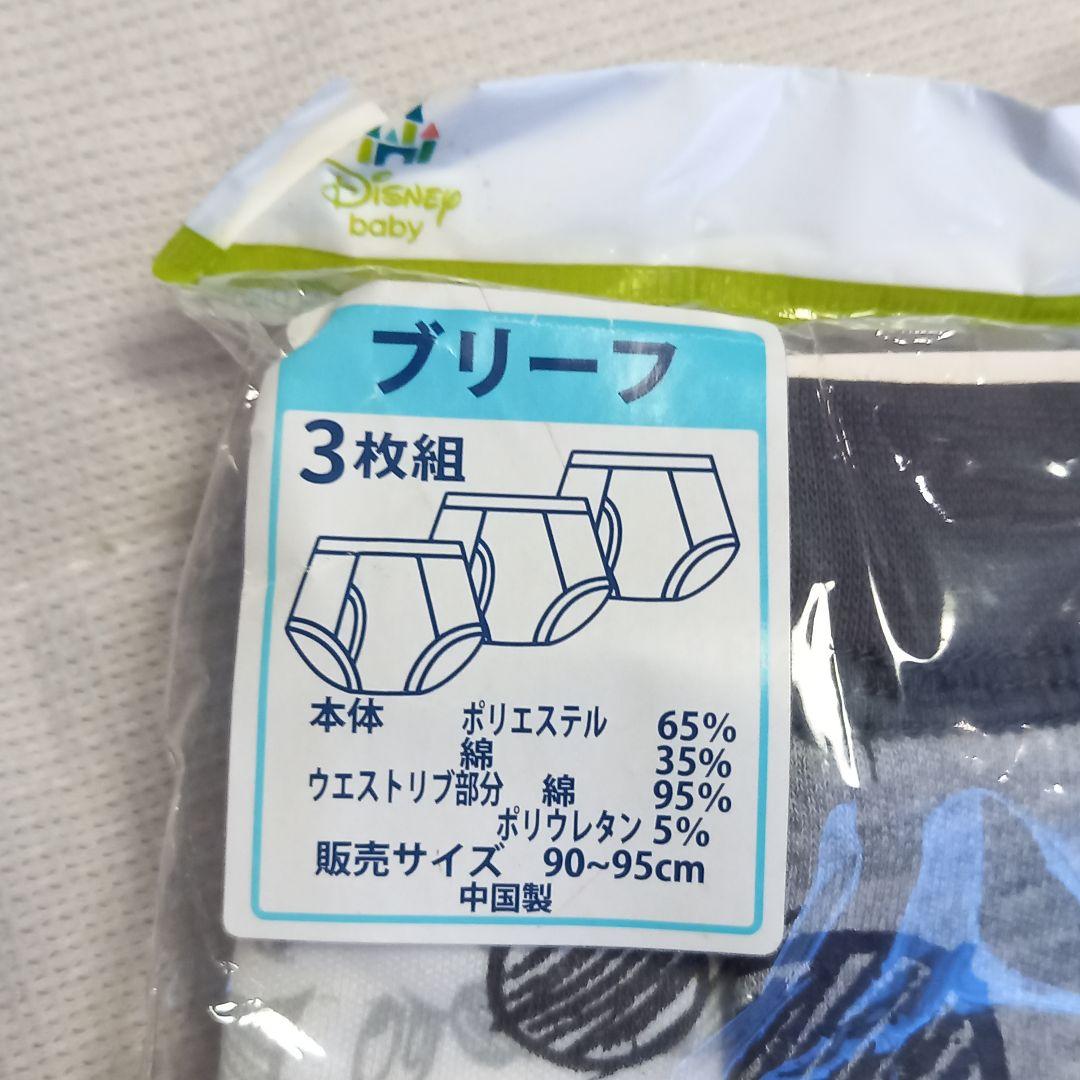 DISNEY
baby
ブリーフ
3枚組
本体 ポリエステル 65%
綿 35%
ウエストリブ部分 綿 95%
ポリウレタン 5%
販売サイズ 90~95cm
中国製